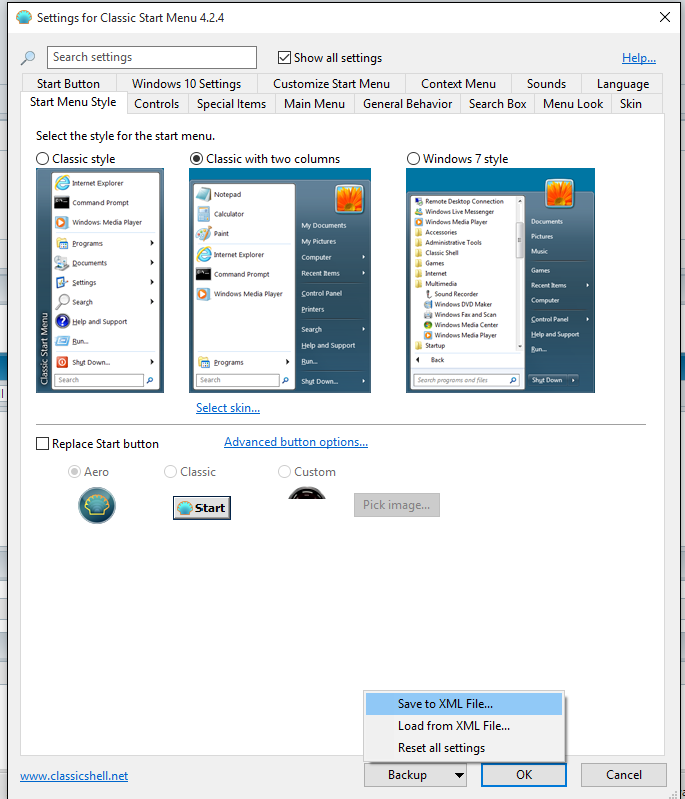 Settings for Classic Start Menu 4.2.4
Search settings
Show all settings
Help...
Start Button
Windows 10 Settings
Customize Start Menu
Context Menu
Sounds
Language
Start Menu Style
Controls
Special Items
Main Menu
General Behavior
Search Box
Menu Look
Skin
Select the style for the start menu.
Classic style
Classic with two columns
Windows 7 style
Internet Explorer
Command Prompt
Windows Media Player
Programs
Documents
Settings
Search
Help and Support
Run...
Shut Down...
Search
Classic Start Menu
Notepad
Calculator
Paint
Internet Explorer
Command Prompt
Windows Media Player
Programs
Search
My Documents
My Pictures
Computer
Recent Items
Control Panel
Printers
Search
Help and Support
Run...
Shut Down...
Remote Desktop Connection
Windows Live Messenger
Windows Media Player
Accessories
Administrative Tools
Classic Shell
Games
Internet
Multimedia
Sound Recorder
Windows DVD Maker
Windows Fax and Scan
Windows Media Center
Windows Media Player
Startup
Back
Search programs and files
Documents
Pictures
Music
Games
Recent Items
Computer
Control Panel
Help and Support
Run...
Shut Down
Select skin...
Replace Start button
Advanced button options...
Aero
Classic
Custom
Start
Pick image...
Save to XML File...
Load from XML File...
Reset all settings
www.classicshell.net
Backup
OK
Cancel